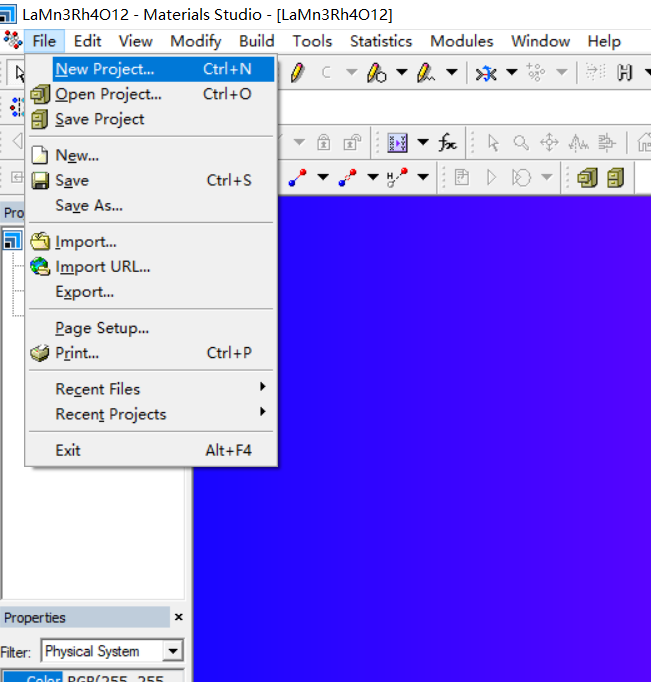 LaMn3Rh4O12 - Materials Studio - [LaMn3Rh4O12]
File Edit View Modify Build Tools Statistics Modules Window Help
New Project... Ctrl+N
Open Project... Ctrl+O
Save Project
New...
Save Ctrl+S
Save As...
Import...
Import URL...
Export...
Page Setup...
Print... Ctrl+P
Recent Files
Recent Projects
Exit Alt+F4
Pro
Properties
Filter: Physical System
Color RGB(255, 255,